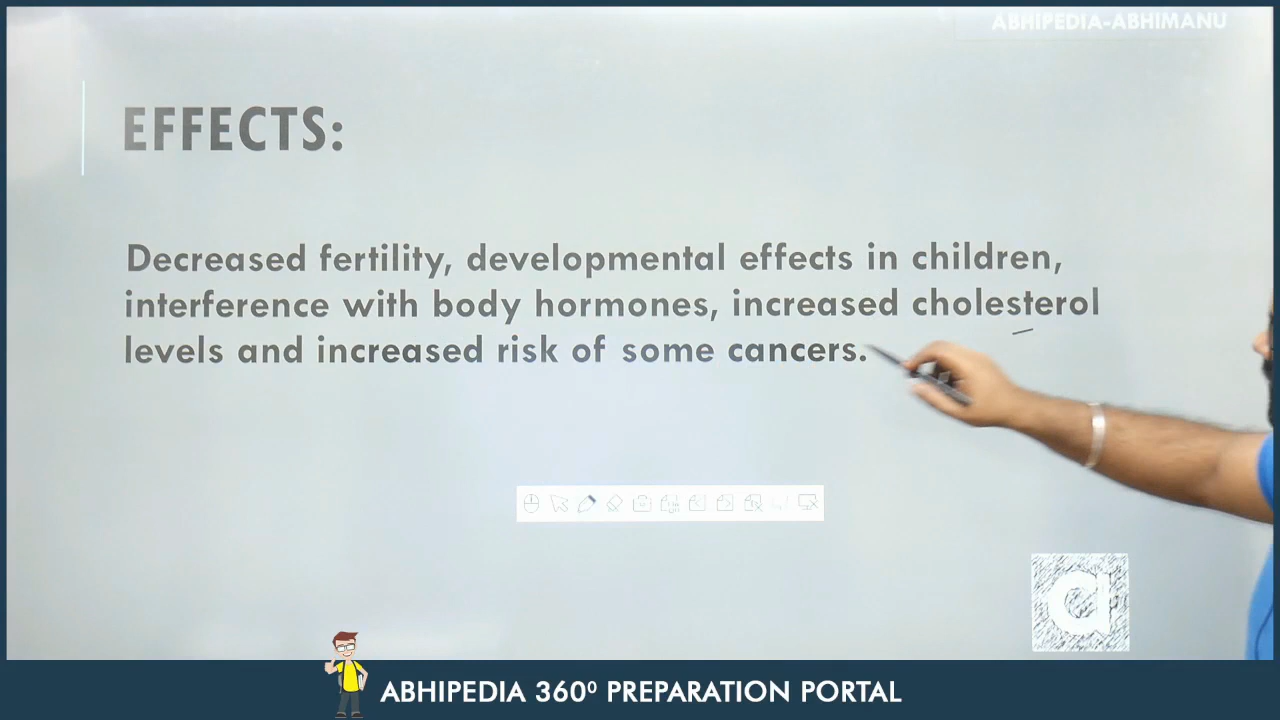 ABHIPEDIA-ABHIMANU
EFFECTS:
Decreased fertility, developmental effects in children,
interference with body hormones, increased cholesterol
levels and increased risk of some cancers.
a
ABHIPEDIA 360⁰ PREPARATION PORTAL